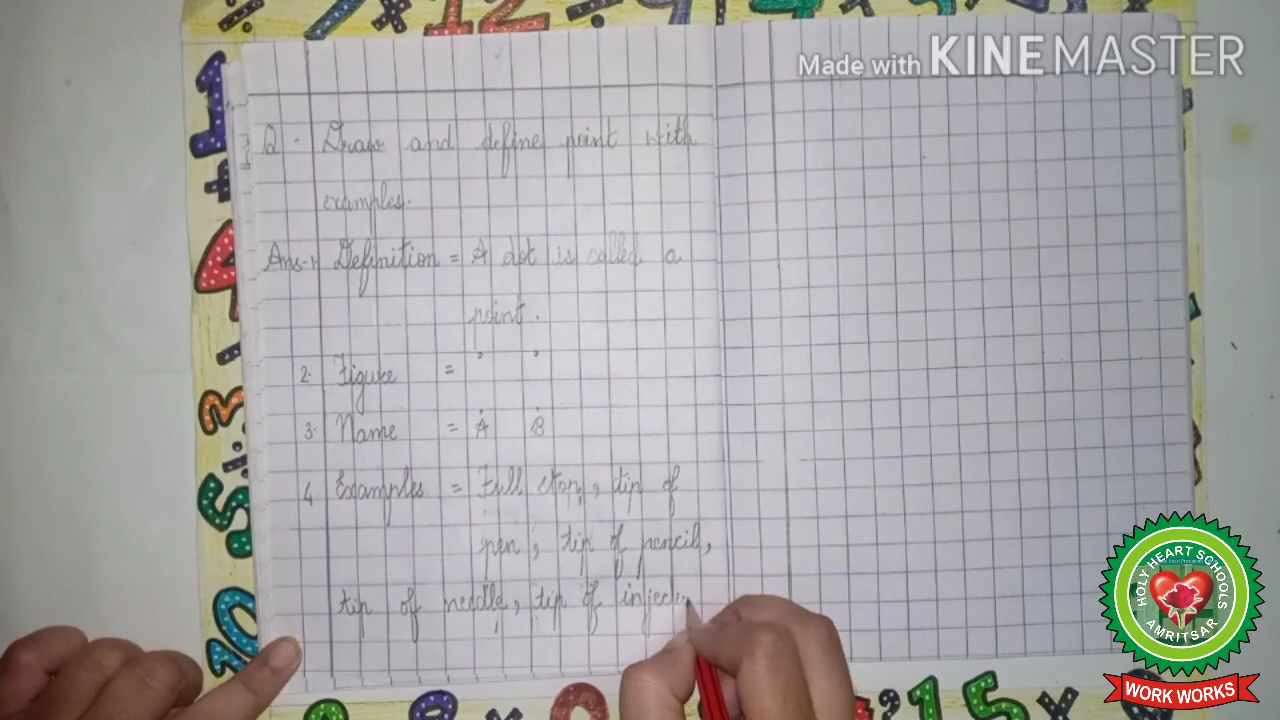 Made with KINEMASTER
Q. Draw and define point with
examples.
Ans-1 Definition = A dot is called a
point.
2. Figure = . .
3. Name = A B
4. Examples = Full stop, tip of
pen, tip of pencil,
tip of needle, tip of injecti
HOLY HEART SCHOOLS
AMRITSAR
WORK WORKS